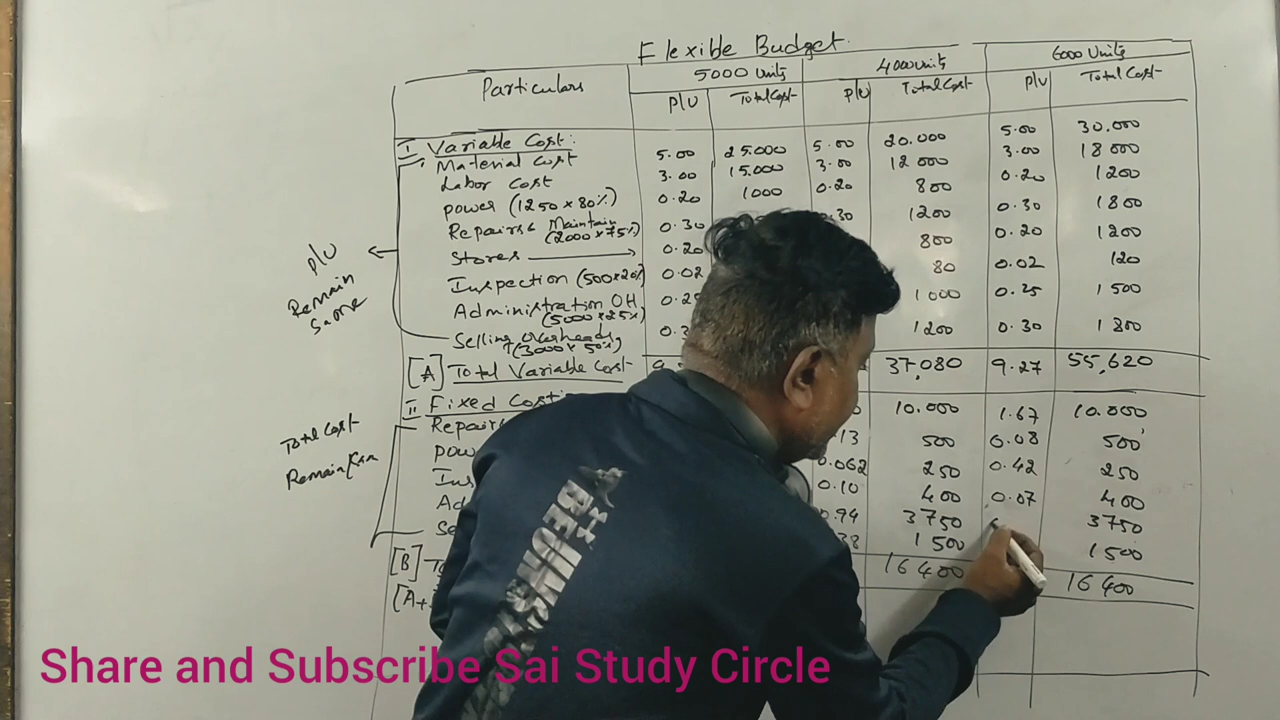 Flexible Budget
Particulars 5000 Units 4000 Units 6000 Units
P/U Total Cost P/U Total Cost P/U Total Cost
I Variable Cost:
Material Cost 5.00 25.000 5.00 20.000 5.00 30.000
Labor Cost 3.00 15.000 3.00 12000 3.00 18000
Power (1250 x 80%) 0.20 1000 0.20 800 0.20 1200
Repairs & Maintain 0.30 1200 0.30 1800
(2000 x 75%)
Stores 0.20 800 0.20 1200
Inspection (500x20%) 0.02 80 0.02 120
Administration OH 1000 0.25 1500
(5000 x 25%)
Selling overheads 1200 0.30 1800
(3000 x 50%)
[A] Total Variable Cost 37,080 9.27 55,620
II Fixed Cost
10.000 1.67 10.000
500 0.08 500
0.062 250 0.42 250
0.10 400 0.07 400
3750 3750
1500 1500
[B] 16400 16400
P/U
Remain
Same
Total Cost
Remain
BEURS
Share and Subscribe Sai Study Circle